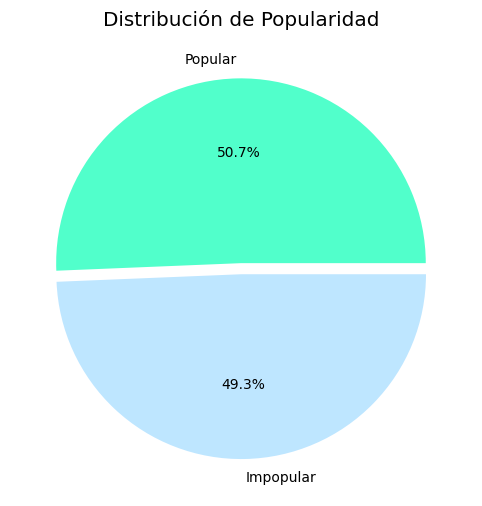 Distribución de Popularidad
Popular
50.7%
49.3%
Impopular